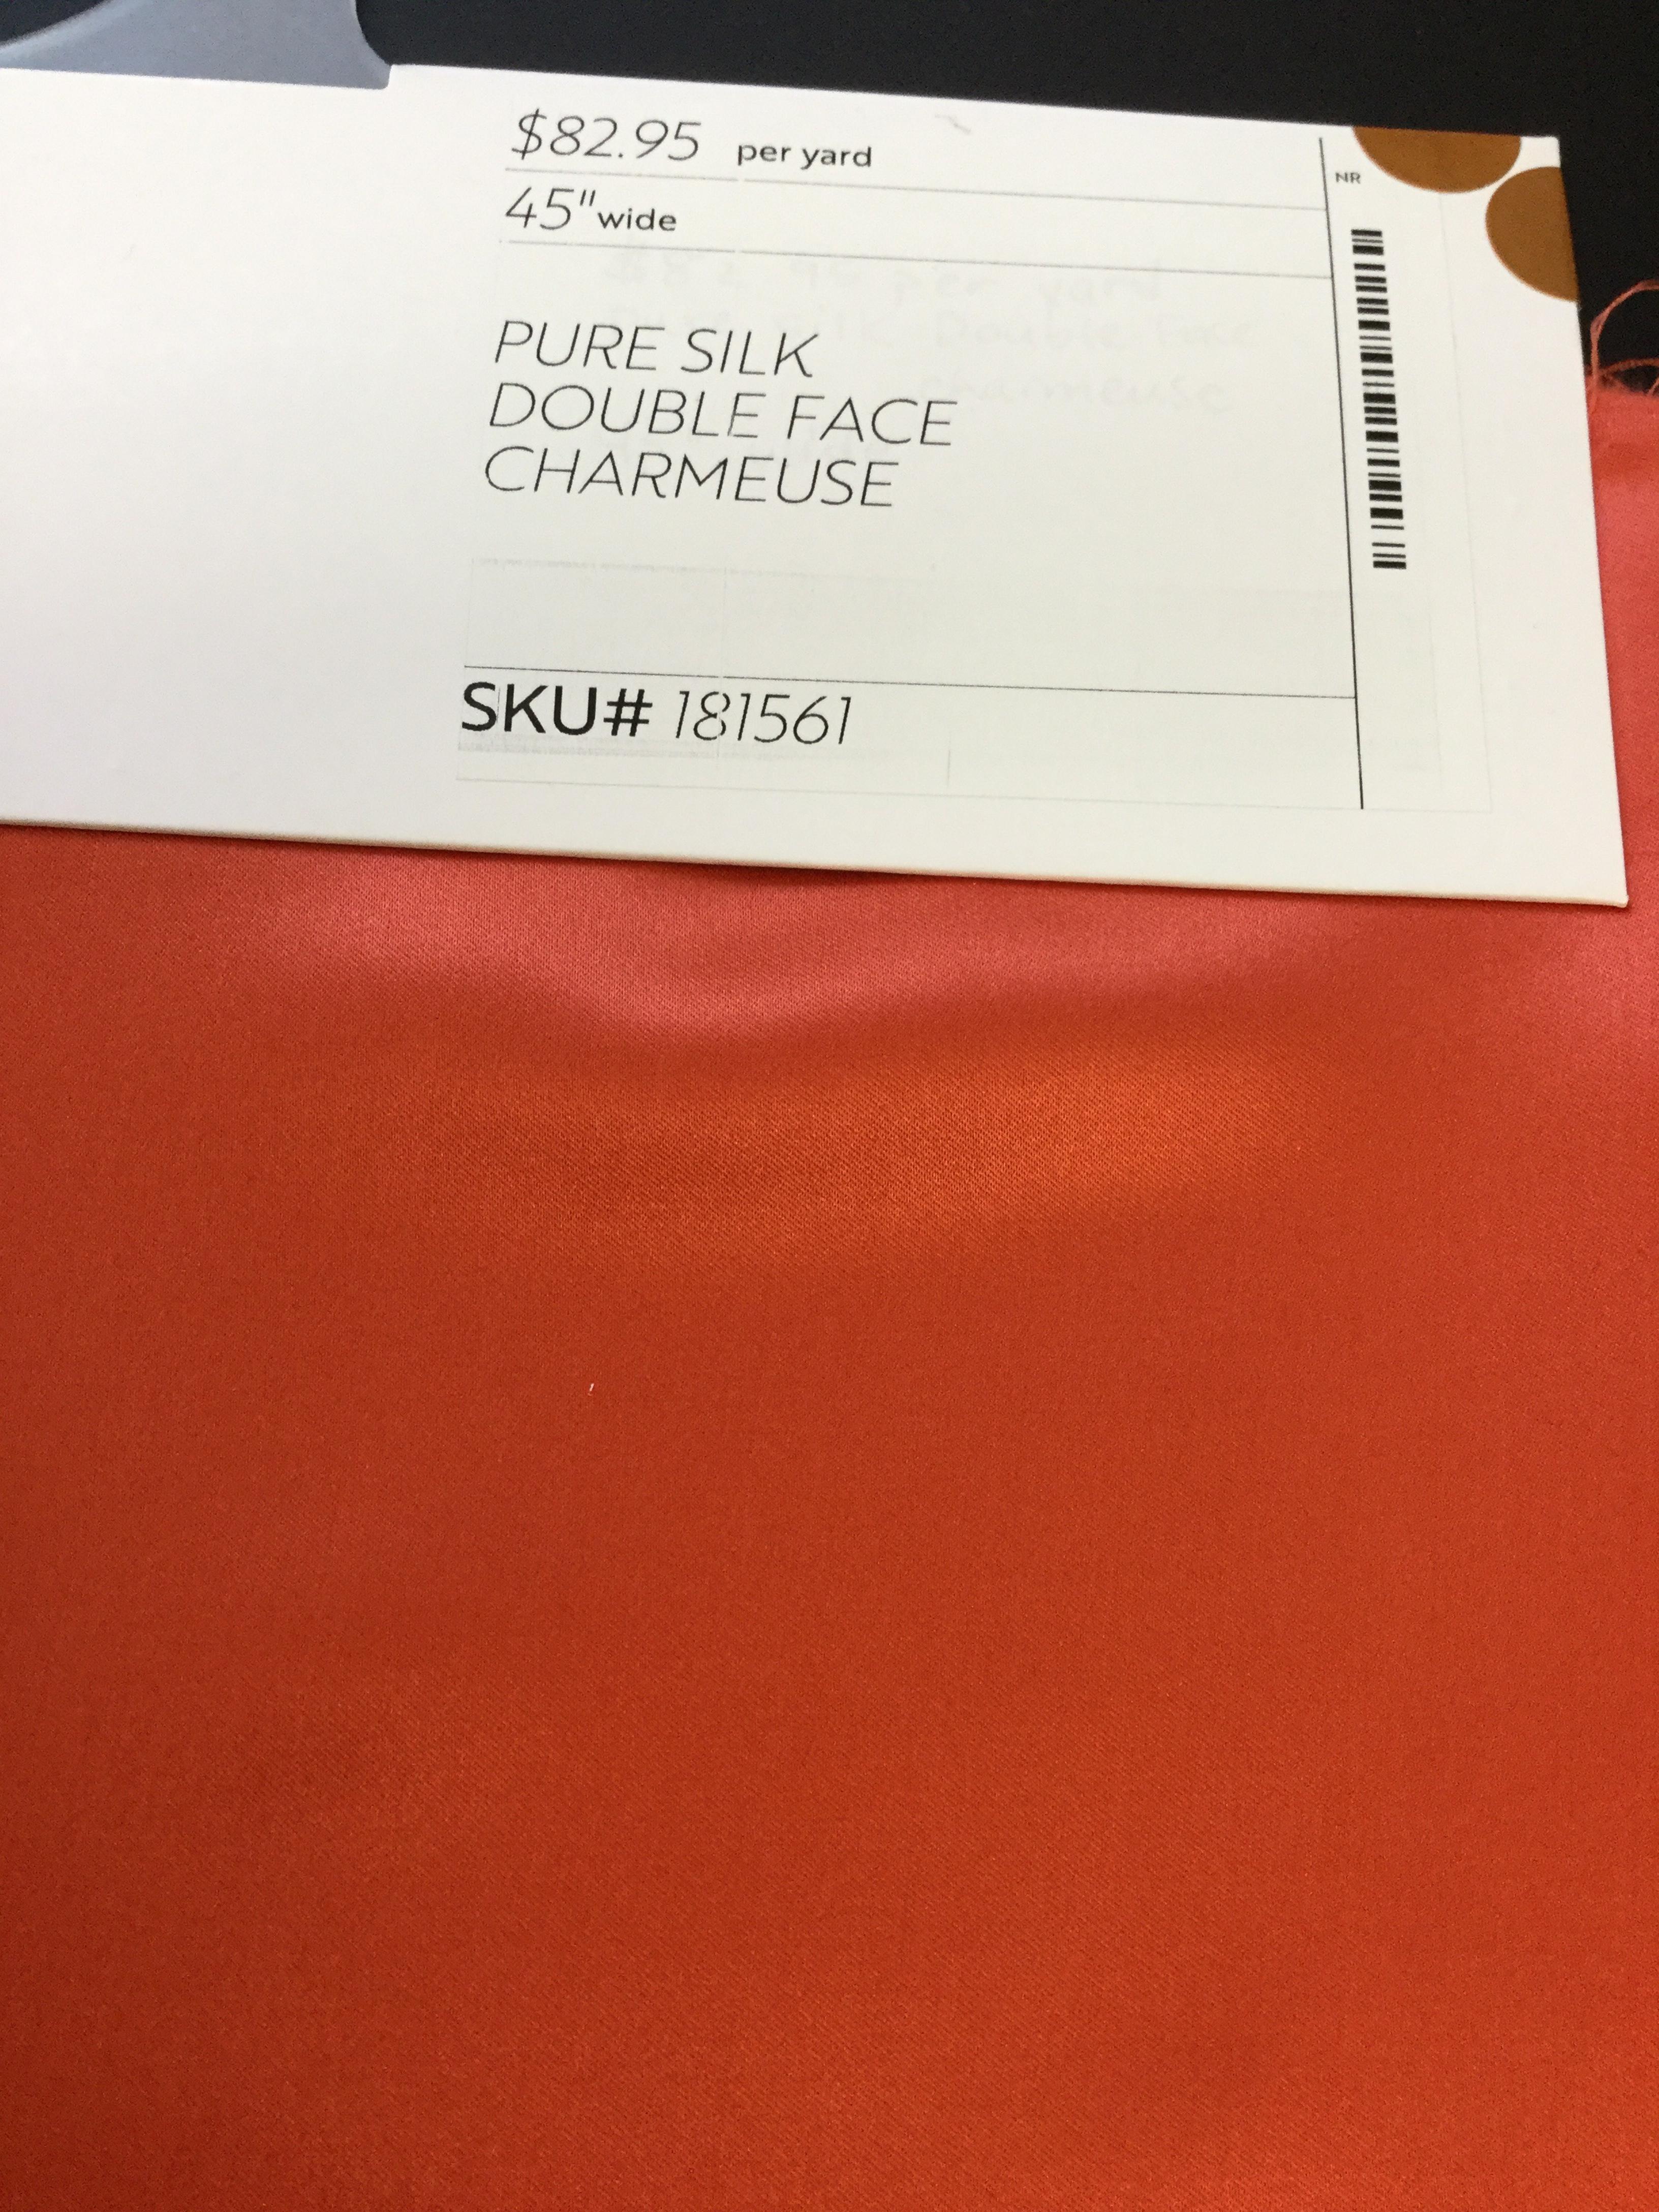 $82.95 per yard
NR
45" wide
PURE SILK
DOUBLE FACE
CHARMEUSE
SKU# 181561